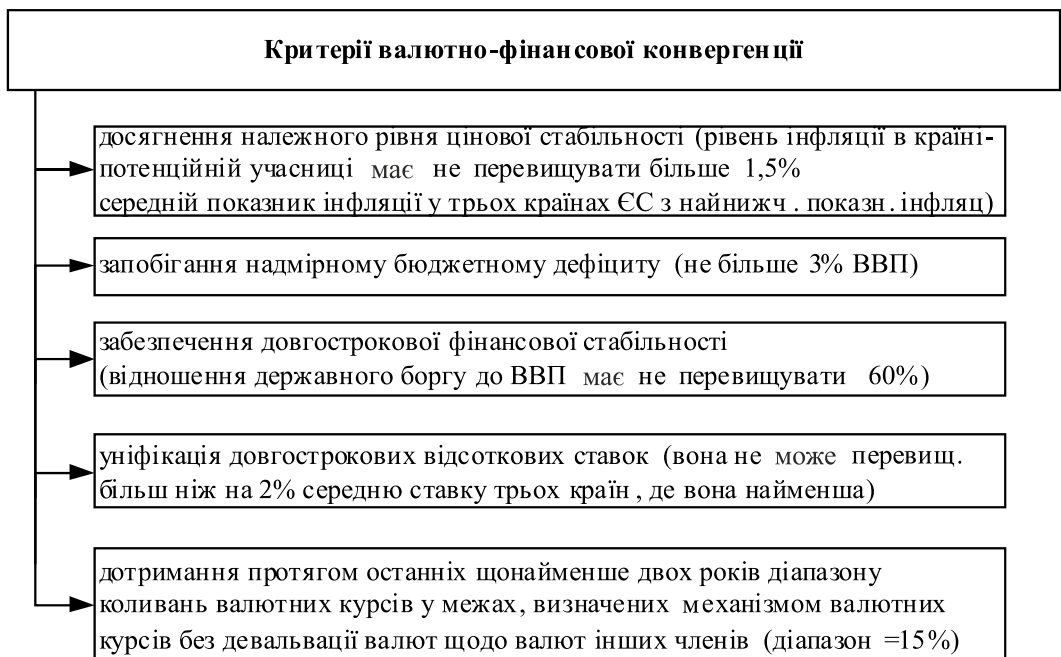 Критерії валютно-фінансової конвергенції
досягнення належного рівня цінової стабільності (рівень інфляції в країні-
потенційній учасниці має не перевищувати більше 1,5%
середній показник інфляції у трьох країнах ЄС з найнижч. показн. інфляц)
запобігання надмірному бюджетному дефіциту (не більше 3% ВВП)
забезпечення довгострокової фінансової стабільності
(відношення державного боргу до ВВП має не перевищувати 60%)
уніфікація довгострокових відсоткових ставок (вона не може перевищ.
більш ніж на 2% середню ставку трьох країн, де вона найменша)
дотримання протягом останніх щонайменше двох років діапазону
коливань валютних курсів у межах, визначених механізмом валютних
курсів без девальвації валют щодо валют інших членів (діапазон =15%)